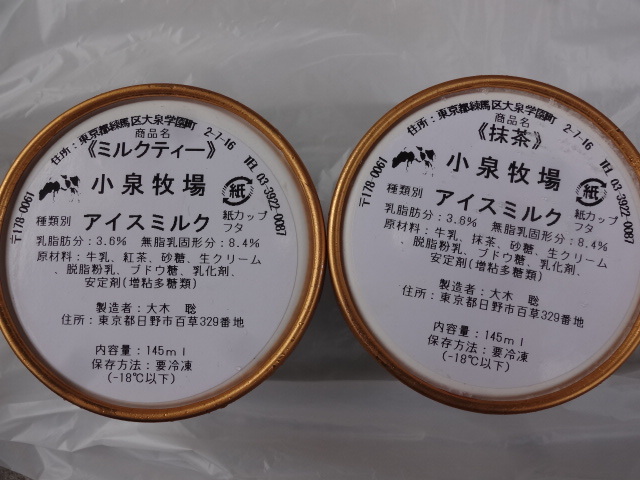 住所：東京都練馬区大泉学園町 2-7-16
〒178-0061
TEL 03-3922-0087
商品名
《ミルクティー》
小泉牧場
紙
種類別 アイスミルク
紙カップ
フタ
乳脂肪分：3.6% 無脂乳固形分：8.4%
原材料：牛乳、紅茶、砂糖、生クリーム
、脱脂粉乳、ブドウ糖、乳化剤、
安定剤(増粘多糖類)
製造者：大木 聡
住所：東京都日野市百草329番地
内容量：145ml
保存方法：要冷凍
(-18℃以下)
住所：東京都練馬区大泉学園町 2-7-16
〒178-0061
TEL 03-3922-0087
商品名
《抹茶》
小泉牧場
紙
種類別 アイスミルク
紙カップ
フタ
乳脂肪分：3.6% 無脂乳固形分：8.4%
原材料：牛乳、抹茶、砂糖、生クリーム
、脱脂粉乳、ブドウ糖、乳化剤、
安定剤(増粘多糖類)
製造者：大木 聡
住所：東京都日野市百草329番地
内容量：145ml
保存方法：要冷凍
(-18℃以下)